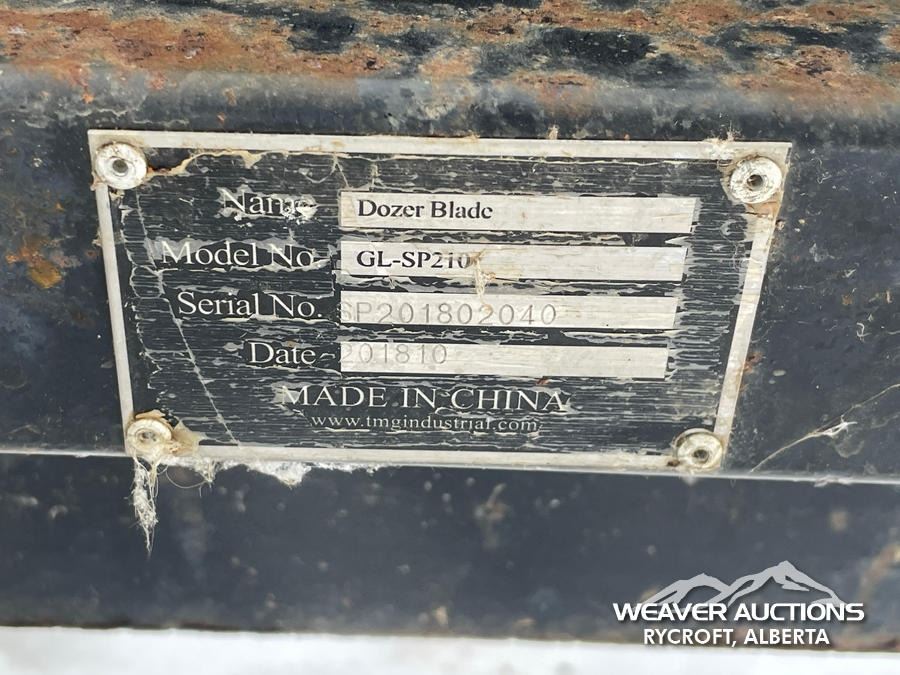 Name Dozer Blade
Model No. GL-SP210
Serial No. SP201802040
Date 201810
MADE IN CHINA
www.tmgindustrial.com
WEAVER AUCTIONS
RYCROFT, ALBERTA